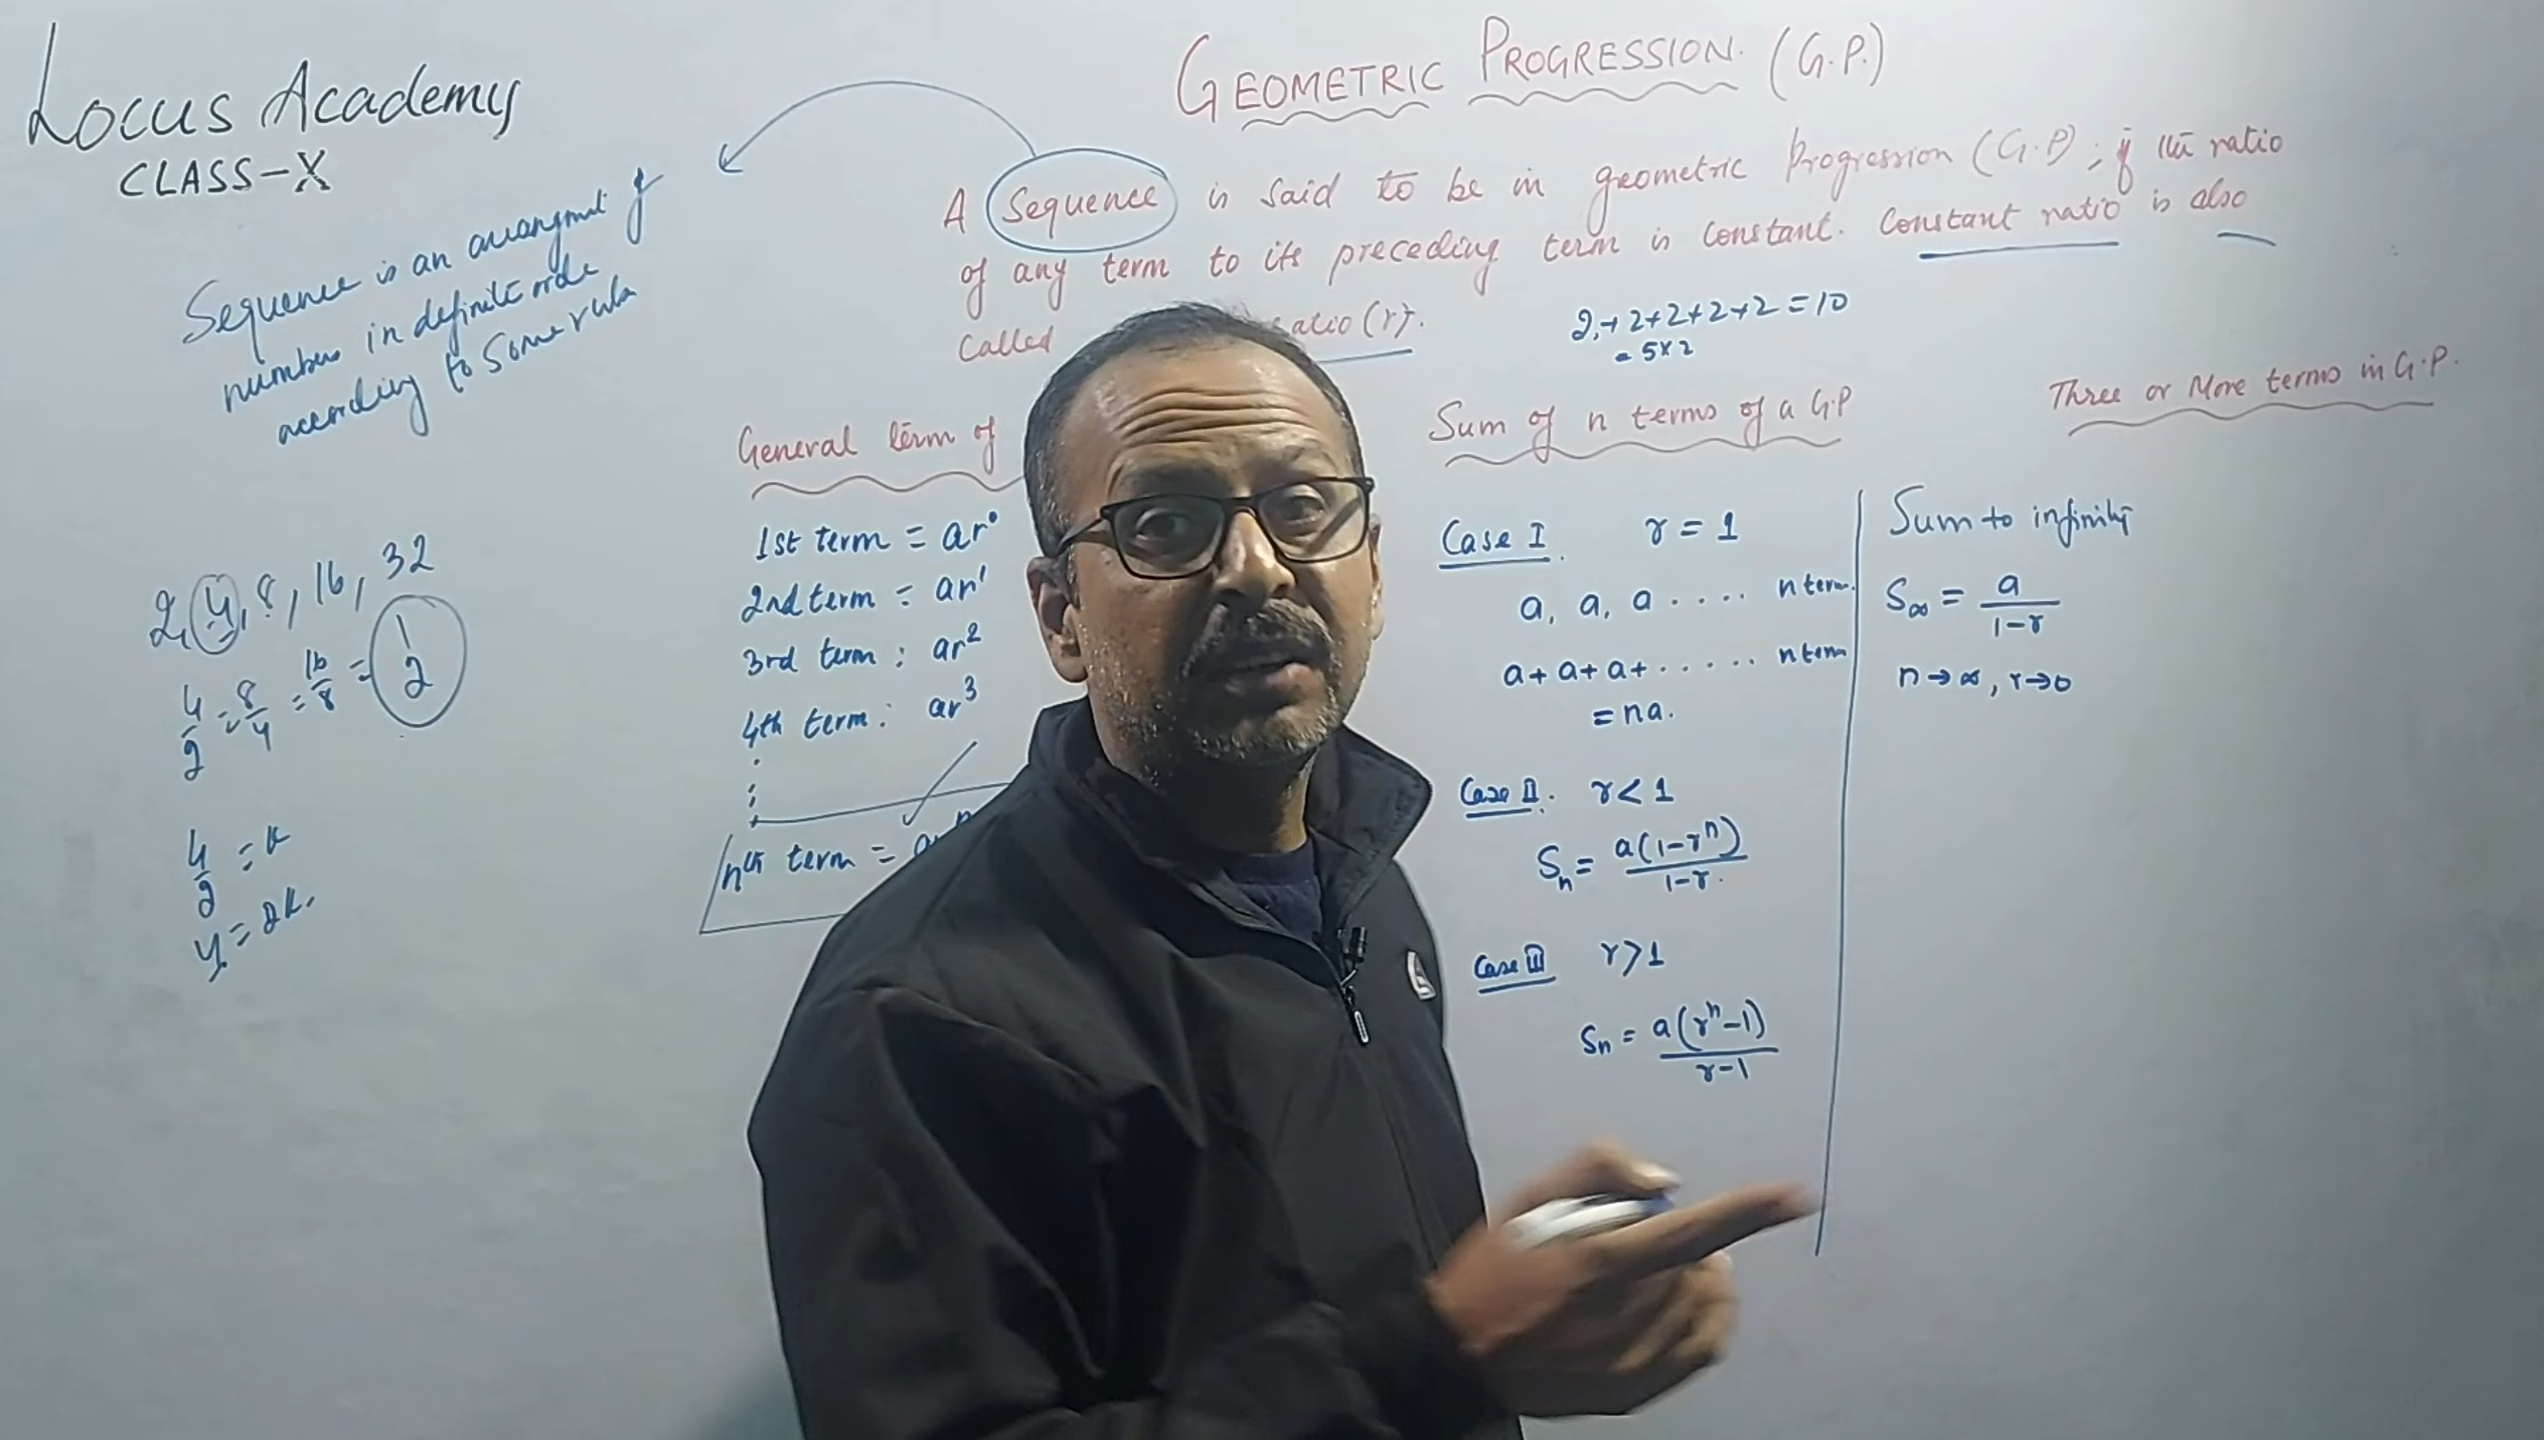 Locus Academy
CLASS-X
Sequence is an arrangment of
numbers in definite orde
according to Some rule
2, 4, 8, 16, 32
4/2 = 8/4 = 16/8 = 1/2
4/2 = k
4 = 2k.
GEOMETRIC PROGRESSION. (G.P.)
A Sequence is said to be in geometric Progression (G.P) ; if the ratio
of any term to its preceding term is constant. Constant ratio is also
Called atio (r).
2+2+2+2+2 = 10
= 5x2
General term of
1st term = ar⁰
2nd term = ar¹
3rd term : ar²
4th term : ar³
nth term =
Sum of n terms of a G.P
Case I. r = 1
a, a, a .... n term.
a+a+a+ ..... n term
= na.
Case II. r < 1
Sₙ = a(1-rⁿ)/1-r.
Case III r > 1
Sₙ = a(rⁿ-1)/r-1
Three or More terms in G.P.
Sum to infinity
S∞ = a/1-r
n→∞, r→0